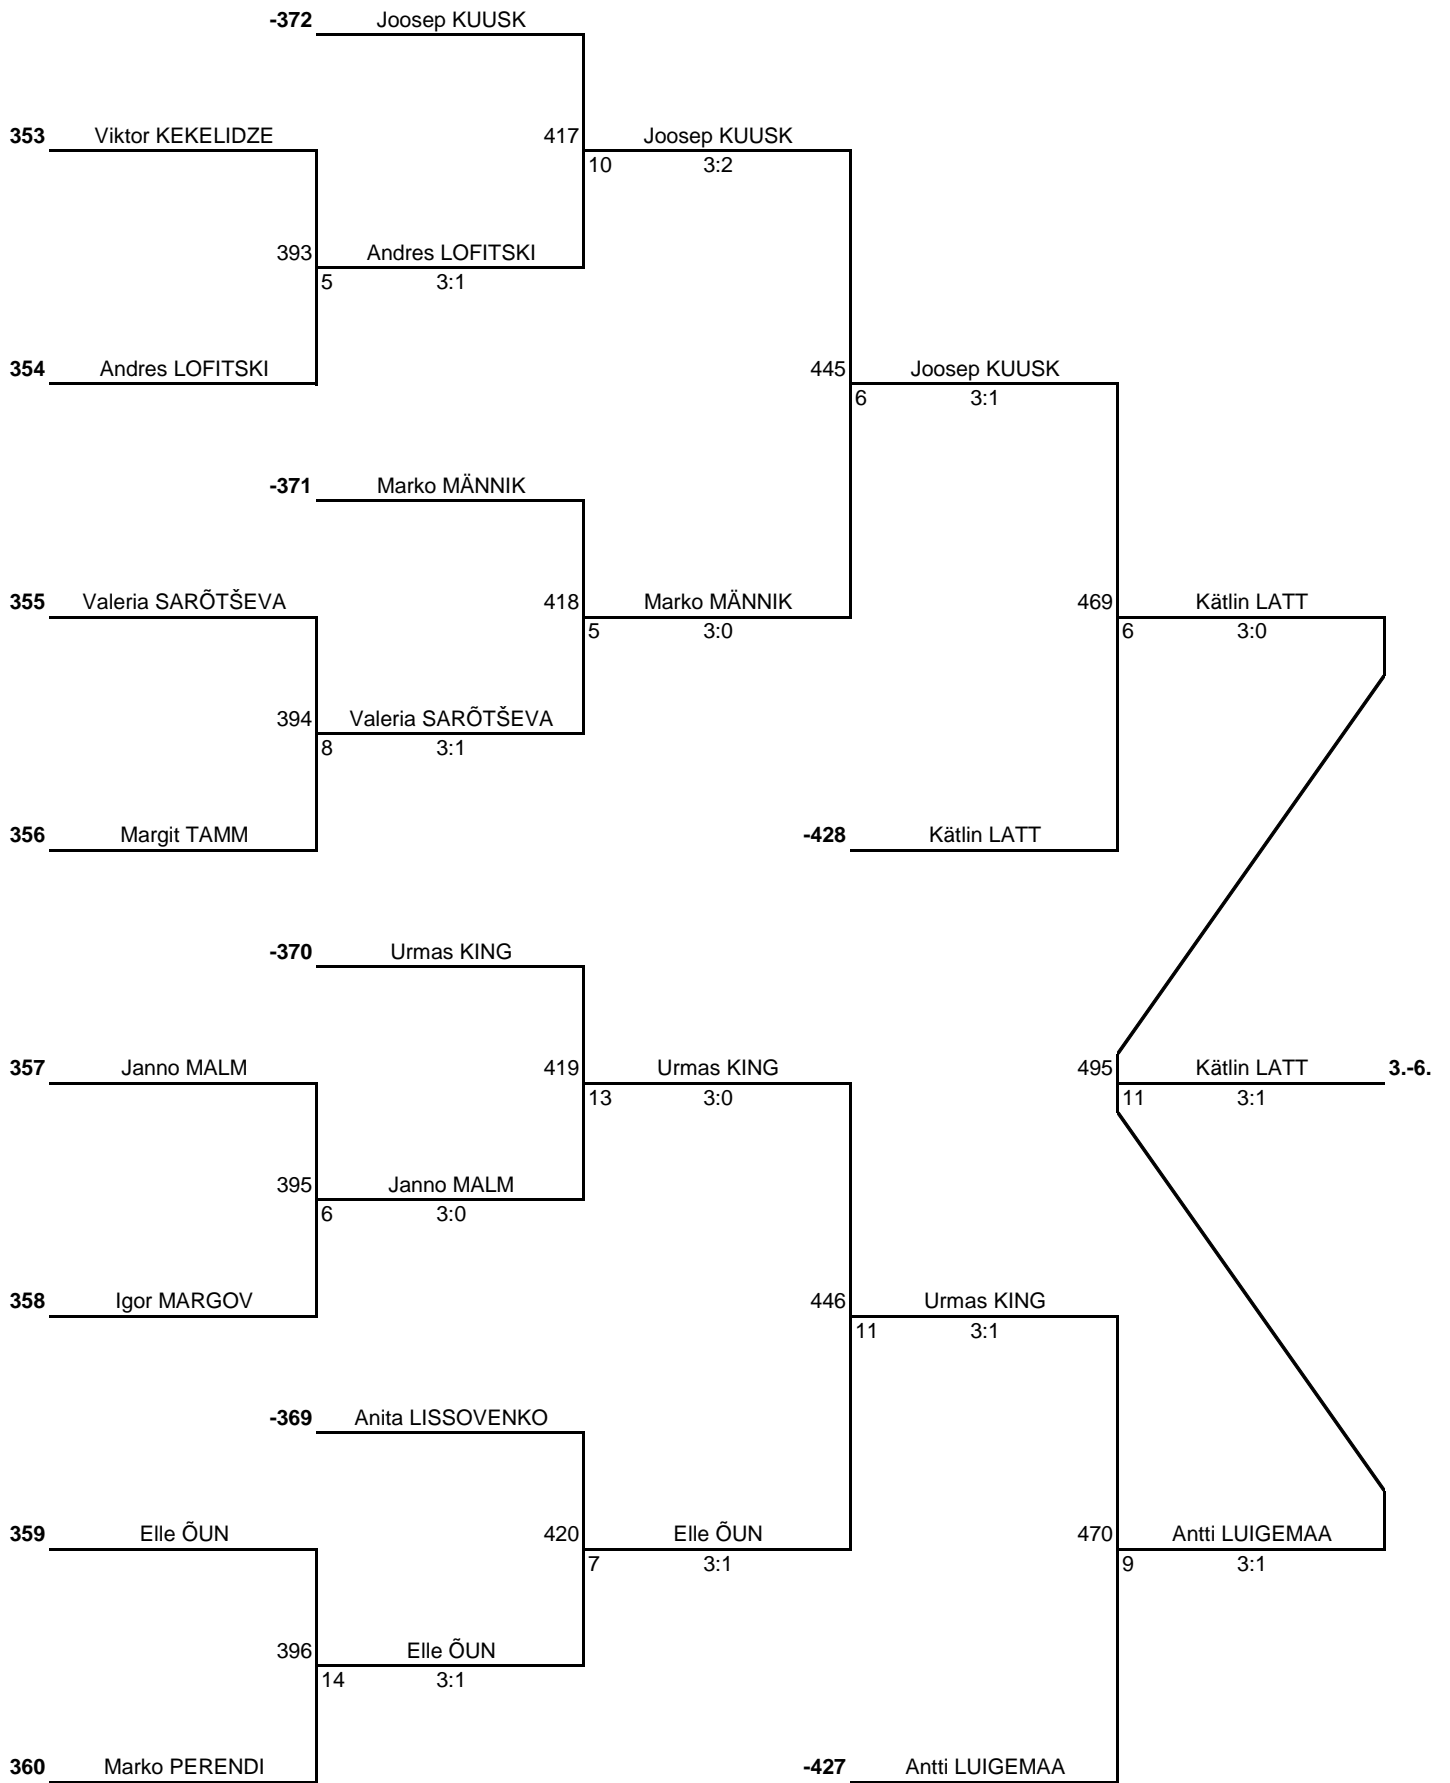 -372 Joosep KUUSK
353 Viktor KEKELIDZE 417 Joosep KUUSK
10 3:2
393 Andres LOFITSKI
5 3:1
354 Andres LOFITSKI 445 Joosep KUUSK
6 3:1
-371 Marko MÄNNIK
355 Valeria SARÕTŠEVA 418 Marko MÄNNIK 469 Kätlin LATT
5 3:0 6 3:0
394 Valeria SARÕTŠEVA
8 3:1
356 Margit TAMM -428 Kätlin LATT
-370 Urmas KING
357 Janno MALM 419 Urmas KING 495 Kätlin LATT 3.-6.
13 3:0 11 3:1
395 Janno MALM
6 3:0
358 Igor MARGOV 446 Urmas KING
11 3:1
-369 Anita LISSOVENKO
359 Elle ÕUN 420 Elle ÕUN 470 Antti LUIGEMAA
7 3:1 9 3:1
396 Elle ÕUN
14 3:1
360 Marko PERENDI -427 Antti LUIGEMAA